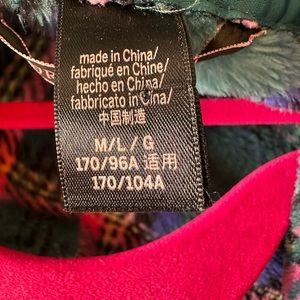 made in China/
fabriqué en Chine/
hecho en China/
fabbricato in Cina/
中国制造
M/L/G
170/96A 适用
170/104A